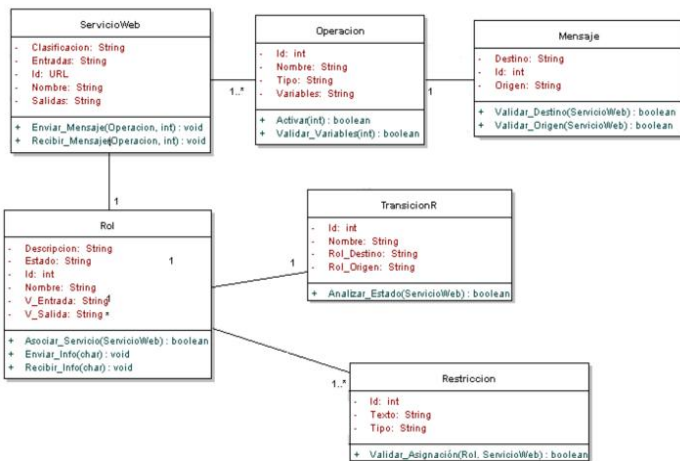 ServicioWeb
- Clasificacion: String
- Entradas: String
- Id: URL
- Nombre: String
- Salidas: String
+ Enviar_Mensaje(Operacion, int) : void
+ Recibir_Mensaje(Operacion, int) : void
1..*
Operacion
- Id: int
- Nombre: String
- Tipo: String
- Variables: String
+ Activar(int) : boolean
+ Validar_Variables(int) : boolean
1
Mensaje
- Destino: String
- Id: int
- Origen: String
+ Validar_Destino(ServicioWeb) : boolean
+ Validar_Origen(ServicioWeb) : boolean
1
Rol
- Descripcion: String
- Estado: String
- Id: int
- Nombre: String
- V_Entrada: String
- V_Salida: String
+ Asociar_Servicio(ServicioWeb) : boolean
+ Enviar_Info(char) : void
+ Recibir_Info(char) : void
1
1
TransicionR
- Id: int
- Nombre: String
- Rol_Destino: String
- Rol_Origen: String
+ Analizar_Estado(ServicioWeb) : boolean
1..*
Restriccion
- Id: int
- Texto: String
- Tipo: String
+ Validar_Asignación(Rol, ServicioWeb) : boolean